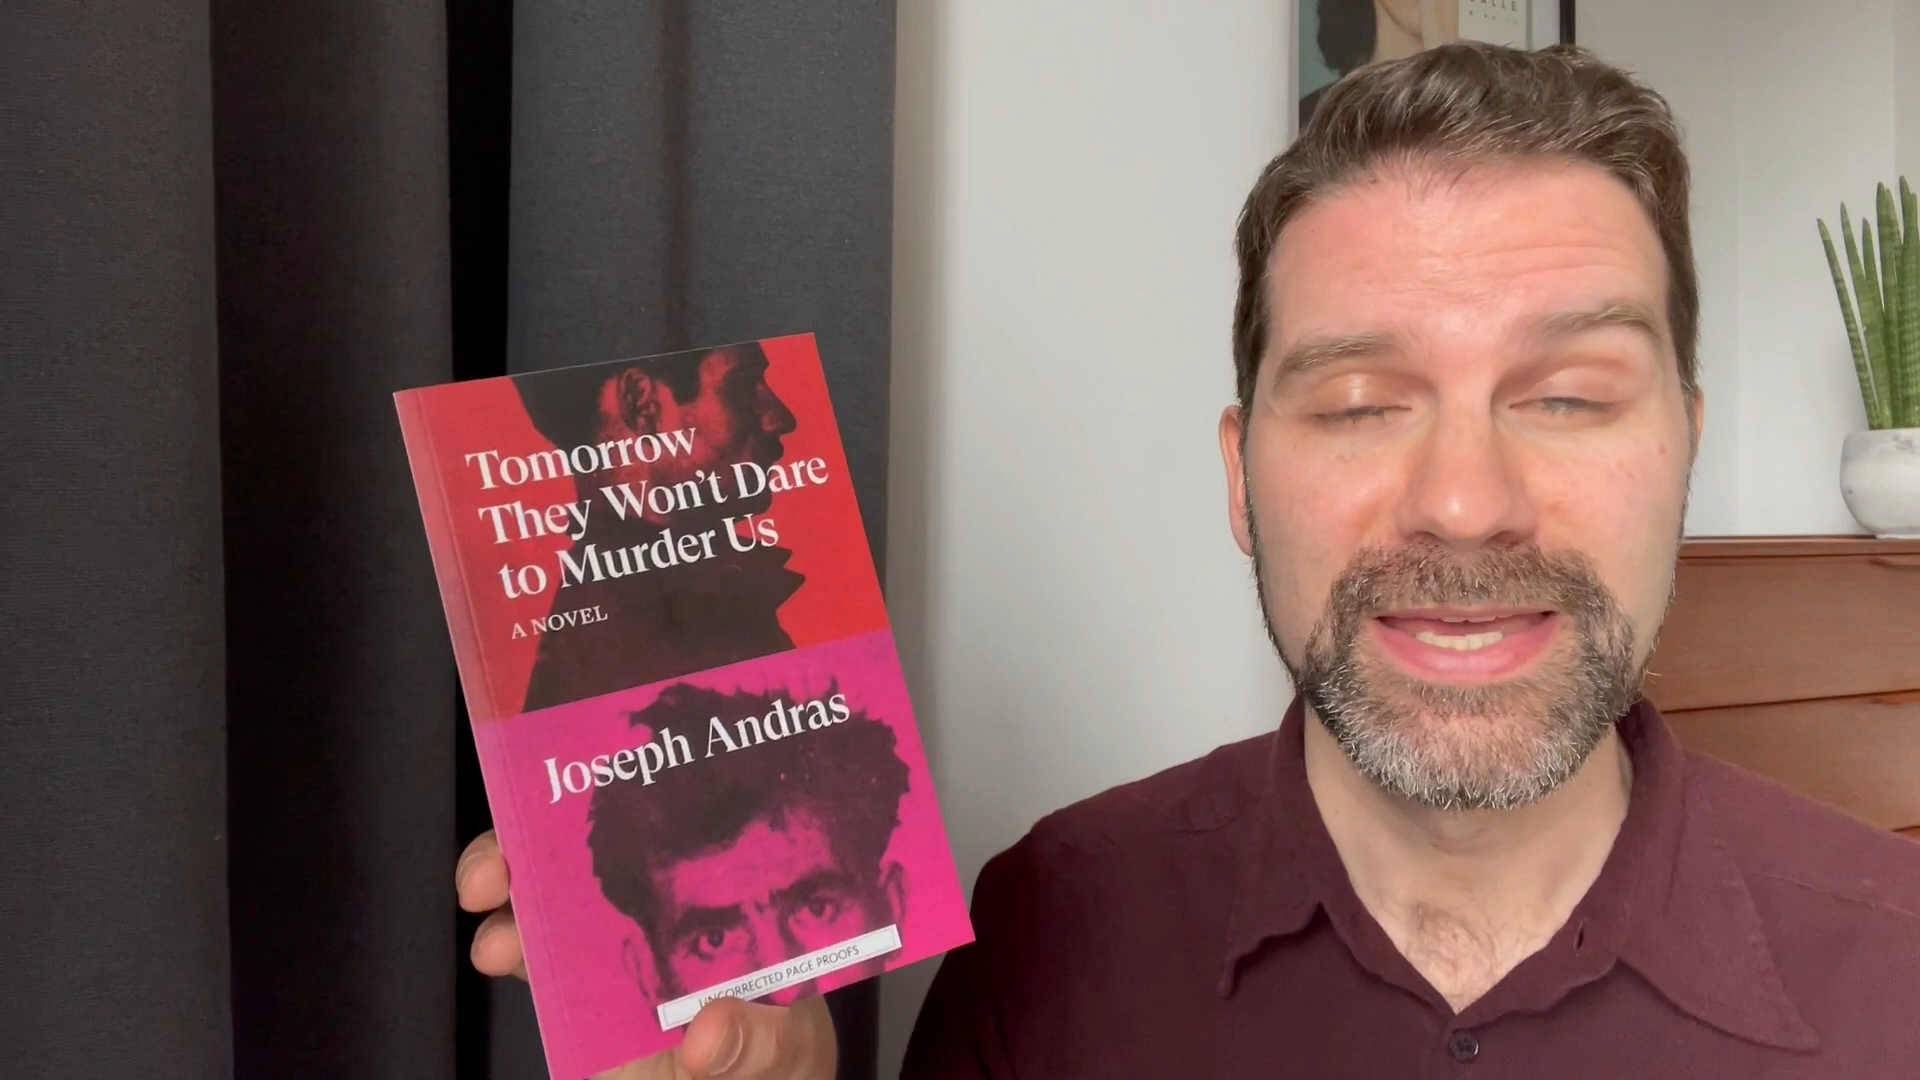 Tomorrow
They Won't Dare
to Murder Us
A NOVEL
Joseph Andras
UNCORRECTED PAGE PROOFS